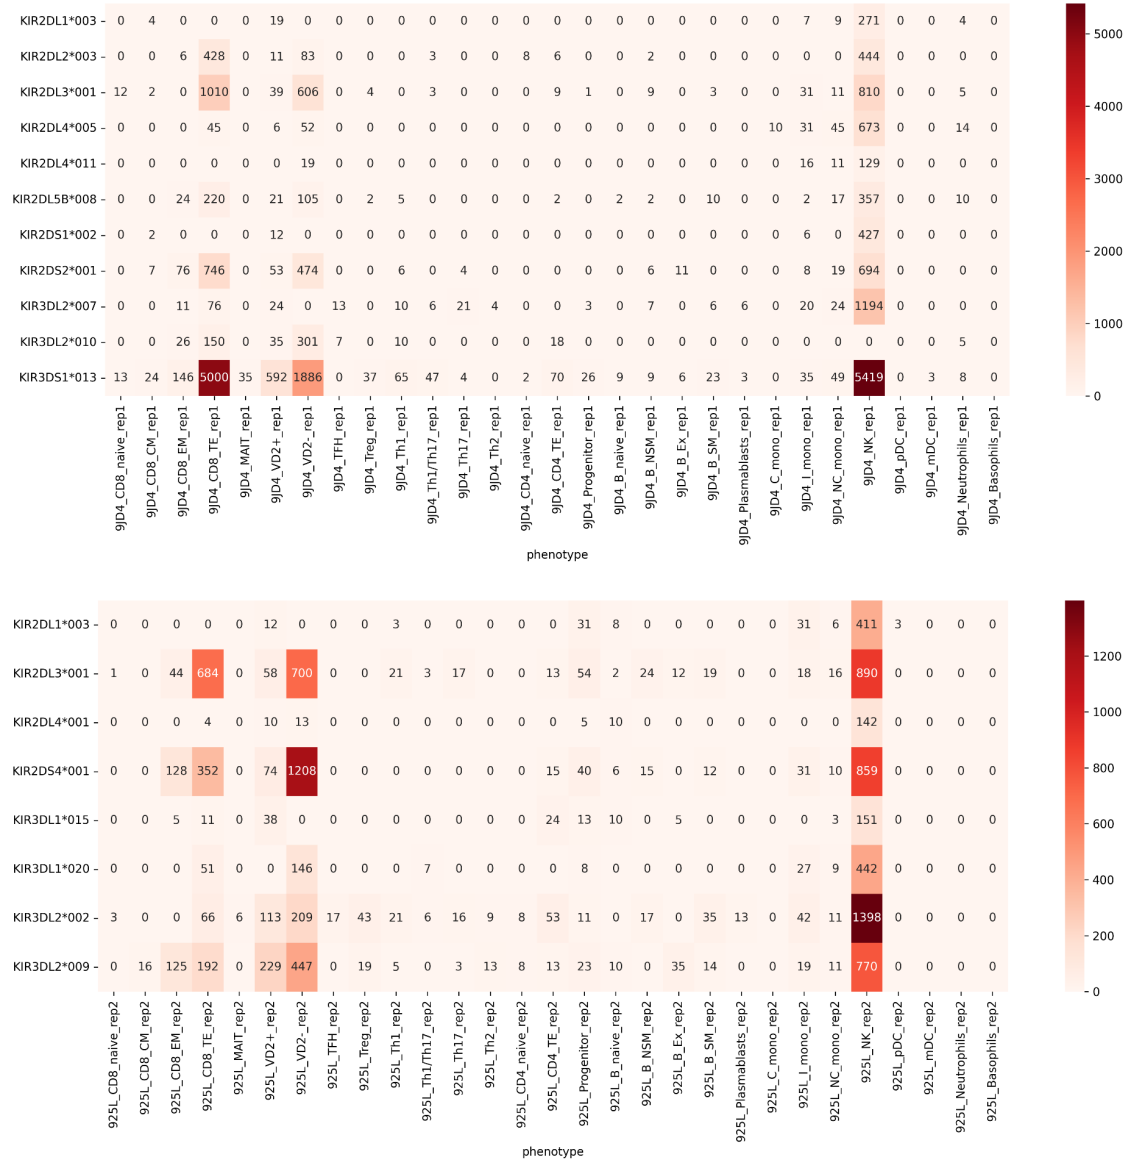 KIR2DL1*003 0 4 0 0 0 19 0 0 0 0 0 0 0 0 0 0 0 0 0 0 0 0 7 9 271 0 0 4 0
KIR2DL2*003 0 0 6 428 0 11 83 0 0 0 3 0 0 8 6 0 0 2 0 0 0 0 0 0 444 0 0 0 0
KIR2DL3*001 12 2 0 1010 0 39 606 0 4 0 3 0 0 0 9 1 0 9 0 3 0 0 31 11 810 0 0 5 0
KIR2DL4*005 0 0 0 45 0 6 52 0 0 0 0 0 0 0 0 0 0 0 0 0 0 10 31 45 673 0 0 14 0
KIR2DL4*011 0 0 0 0 0 0 19 0 0 0 0 0 0 0 0 0 0 0 0 0 0 0 16 11 129 0 0 0 0
KIR2DL5B*008 0 0 24 220 0 21 105 0 2 5 0 0 0 0 2 0 2 2 0 10 0 0 2 17 357 0 0 10 0
KIR2DS1*002 0 2 0 0 0 12 0 0 0 0 0 0 0 0 0 0 0 0 0 0 0 0 6 0 427 0 0 0 0
KIR2DS2*001 0 7 76 746 0 53 474 0 0 6 0 4 0 0 0 0 0 6 11 0 0 0 8 19 694 0 0 0 0
KIR3DL2*007 0 0 11 76 0 24 0 13 0 10 6 21 4 0 0 3 0 7 0 6 6 0 20 24 1194 0 0 0 0
KIR3DL2*010 0 0 26 150 0 35 301 7 0 10 0 0 0 0 18 0 0 0 0 0 0 0 0 0 0 0 0 5 0
KIR3DS1*013 13 24 146 5000 35 592 1886 0 37 65 47 4 0 2 70 26 9 9 6 23 3 0 35 49 5419 0 3 8 0
9JD4_CD8_naive_rep1
9JD4_CD8_CM_rep1
9JD4_CD8_EM_rep1
9JD4_CD8_TE_rep1
9JD4_MAIT_rep1
9JD4_VD2+_rep1
9JD4_VD2-_rep1
9JD4_TFH_rep1
9JD4_Treg_rep1
9JD4_Th1_rep1
9JD4_Th1/Th17_rep1
9JD4_Th17_rep1
9JD4_Th2_rep1
9JD4_CD4_naive_rep1
9JD4_CD4_TE_rep1
9JD4_Progenitor_rep1
9JD4_B_naive_rep1
9JD4_B_NSM_rep1
9JD4_B_Ex_rep1
9JD4_B_SM_rep1
9JD4_Plasmablasts_rep1
9JD4_C_mono_rep1
9JD4_I_mono_rep1
9JD4_NC_mono_rep1
9JD4_NK_rep1
9JD4_pDC_rep1
9JD4_mDC_rep1
9JD4_Neutrophils_rep1
9JD4_Basophils_rep1
phenotype
5000
4000
3000
2000
1000
0
KIR2DL1*003 0 0 0 0 0 12 0 0 0 3 0 0 0 0 0 31 8 0 0 0 0 0 31 6 411 3 0 0 0
KIR2DL3*001 1 0 44 684 0 58 700 0 0 21 3 17 0 0 13 54 2 24 12 19 0 0 18 16 890 0 0 0 0
KIR2DL4*001 0 0 0 4 0 10 13 0 0 0 0 0 0 0 0 5 10 0 0 0 0 0 0 0 142 0 0 0 0
KIR2DS4*001 0 0 128 352 0 74 1208 0 0 0 0 0 0 0 15 40 6 15 0 12 0 0 31 10 859 0 0 0 0
KIR3DL1*015 0 0 5 11 0 38 0 0 0 0 0 0 0 0 24 13 10 0 5 0 0 0 0 3 151 0 0 0 0
KIR3DL1*020 0 0 0 51 0 0 146 0 0 0 7 0 0 0 0 8 0 0 0 0 0 0 27 9 442 0 0 0 0
KIR3DL2*002 3 0 0 66 6 113 209 17 43 21 6 16 9 8 53 11 0 17 0 35 13 0 42 11 1398 0 0 0 0
KIR3DL2*009 0 16 125 192 0 229 447 0 19 5 0 3 13 8 13 23 10 0 35 14 0 0 19 11 770 0 0 0 0
925L_CD8_naive_rep2
925L_CD8_CM_rep2
925L_CD8_EM_rep2
925L_CD8_TE_rep2
925L_MAIT_rep2
925L_VD2+_rep2
925L_VD2-_rep2
925L_TFH_rep2
925L_Treg_rep2
925L_Th1_rep2
925L_Th1/Th17_rep2
925L_Th17_rep2
925L_Th2_rep2
925L_CD4_naive_rep2
925L_CD4_TE_rep2
925L_Progenitor_rep2
925L_B_naive_rep2
925L_B_NSM_rep2
925L_B_Ex_rep2
925L_B_SM_rep2
925L_Plasmablasts_rep2
925L_C_mono_rep2
925L_I_mono_rep2
925L_NC_mono_rep2
925L_NK_rep2
925L_pDC_rep2
925L_mDC_rep2
925L_Neutrophils_rep2
925L_Basophils_rep2
phenotype
1200
1000
800
600
400
200
0